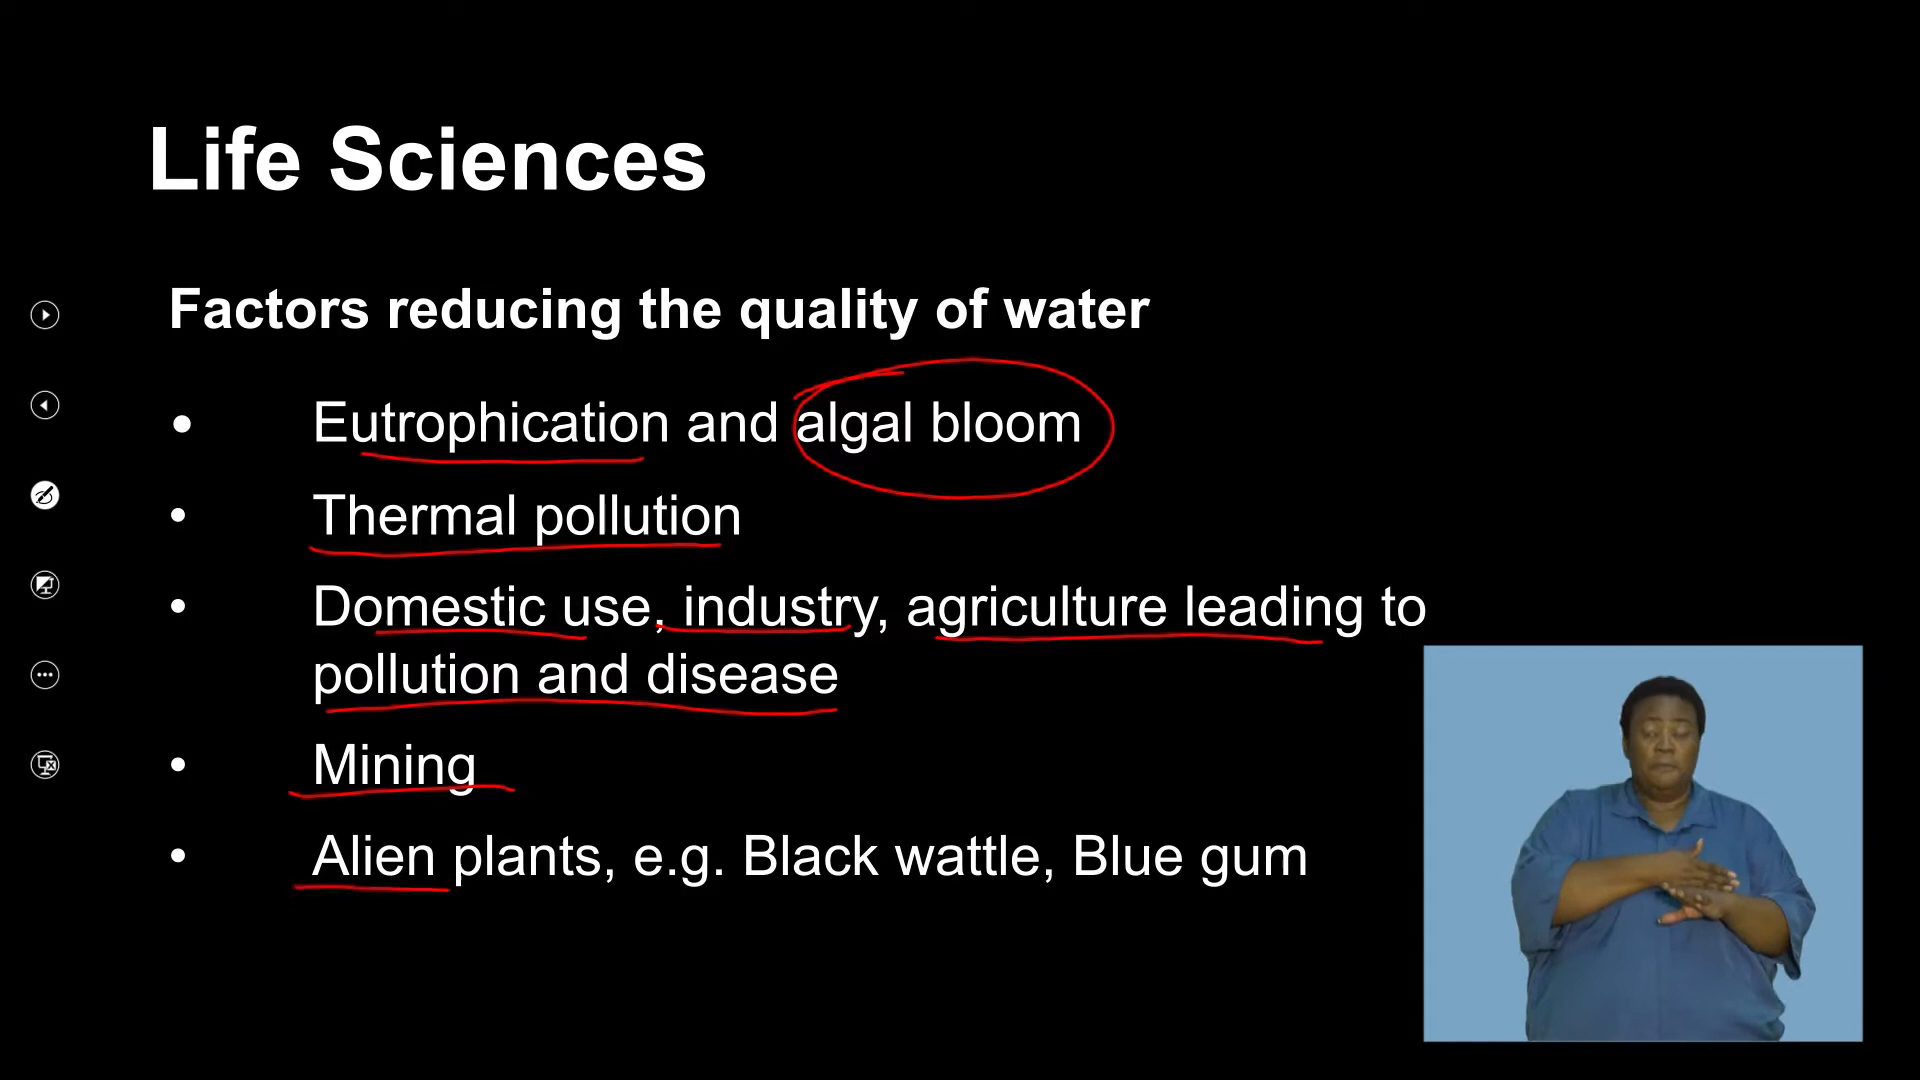 Life Sciences
Factors reducing the quality of water
• Eutrophication and algal bloom
• Thermal pollution
• Domestic use, industry, agriculture leading to
pollution and disease
• Mining
• Alien plants, e.g. Black wattle, Blue gum